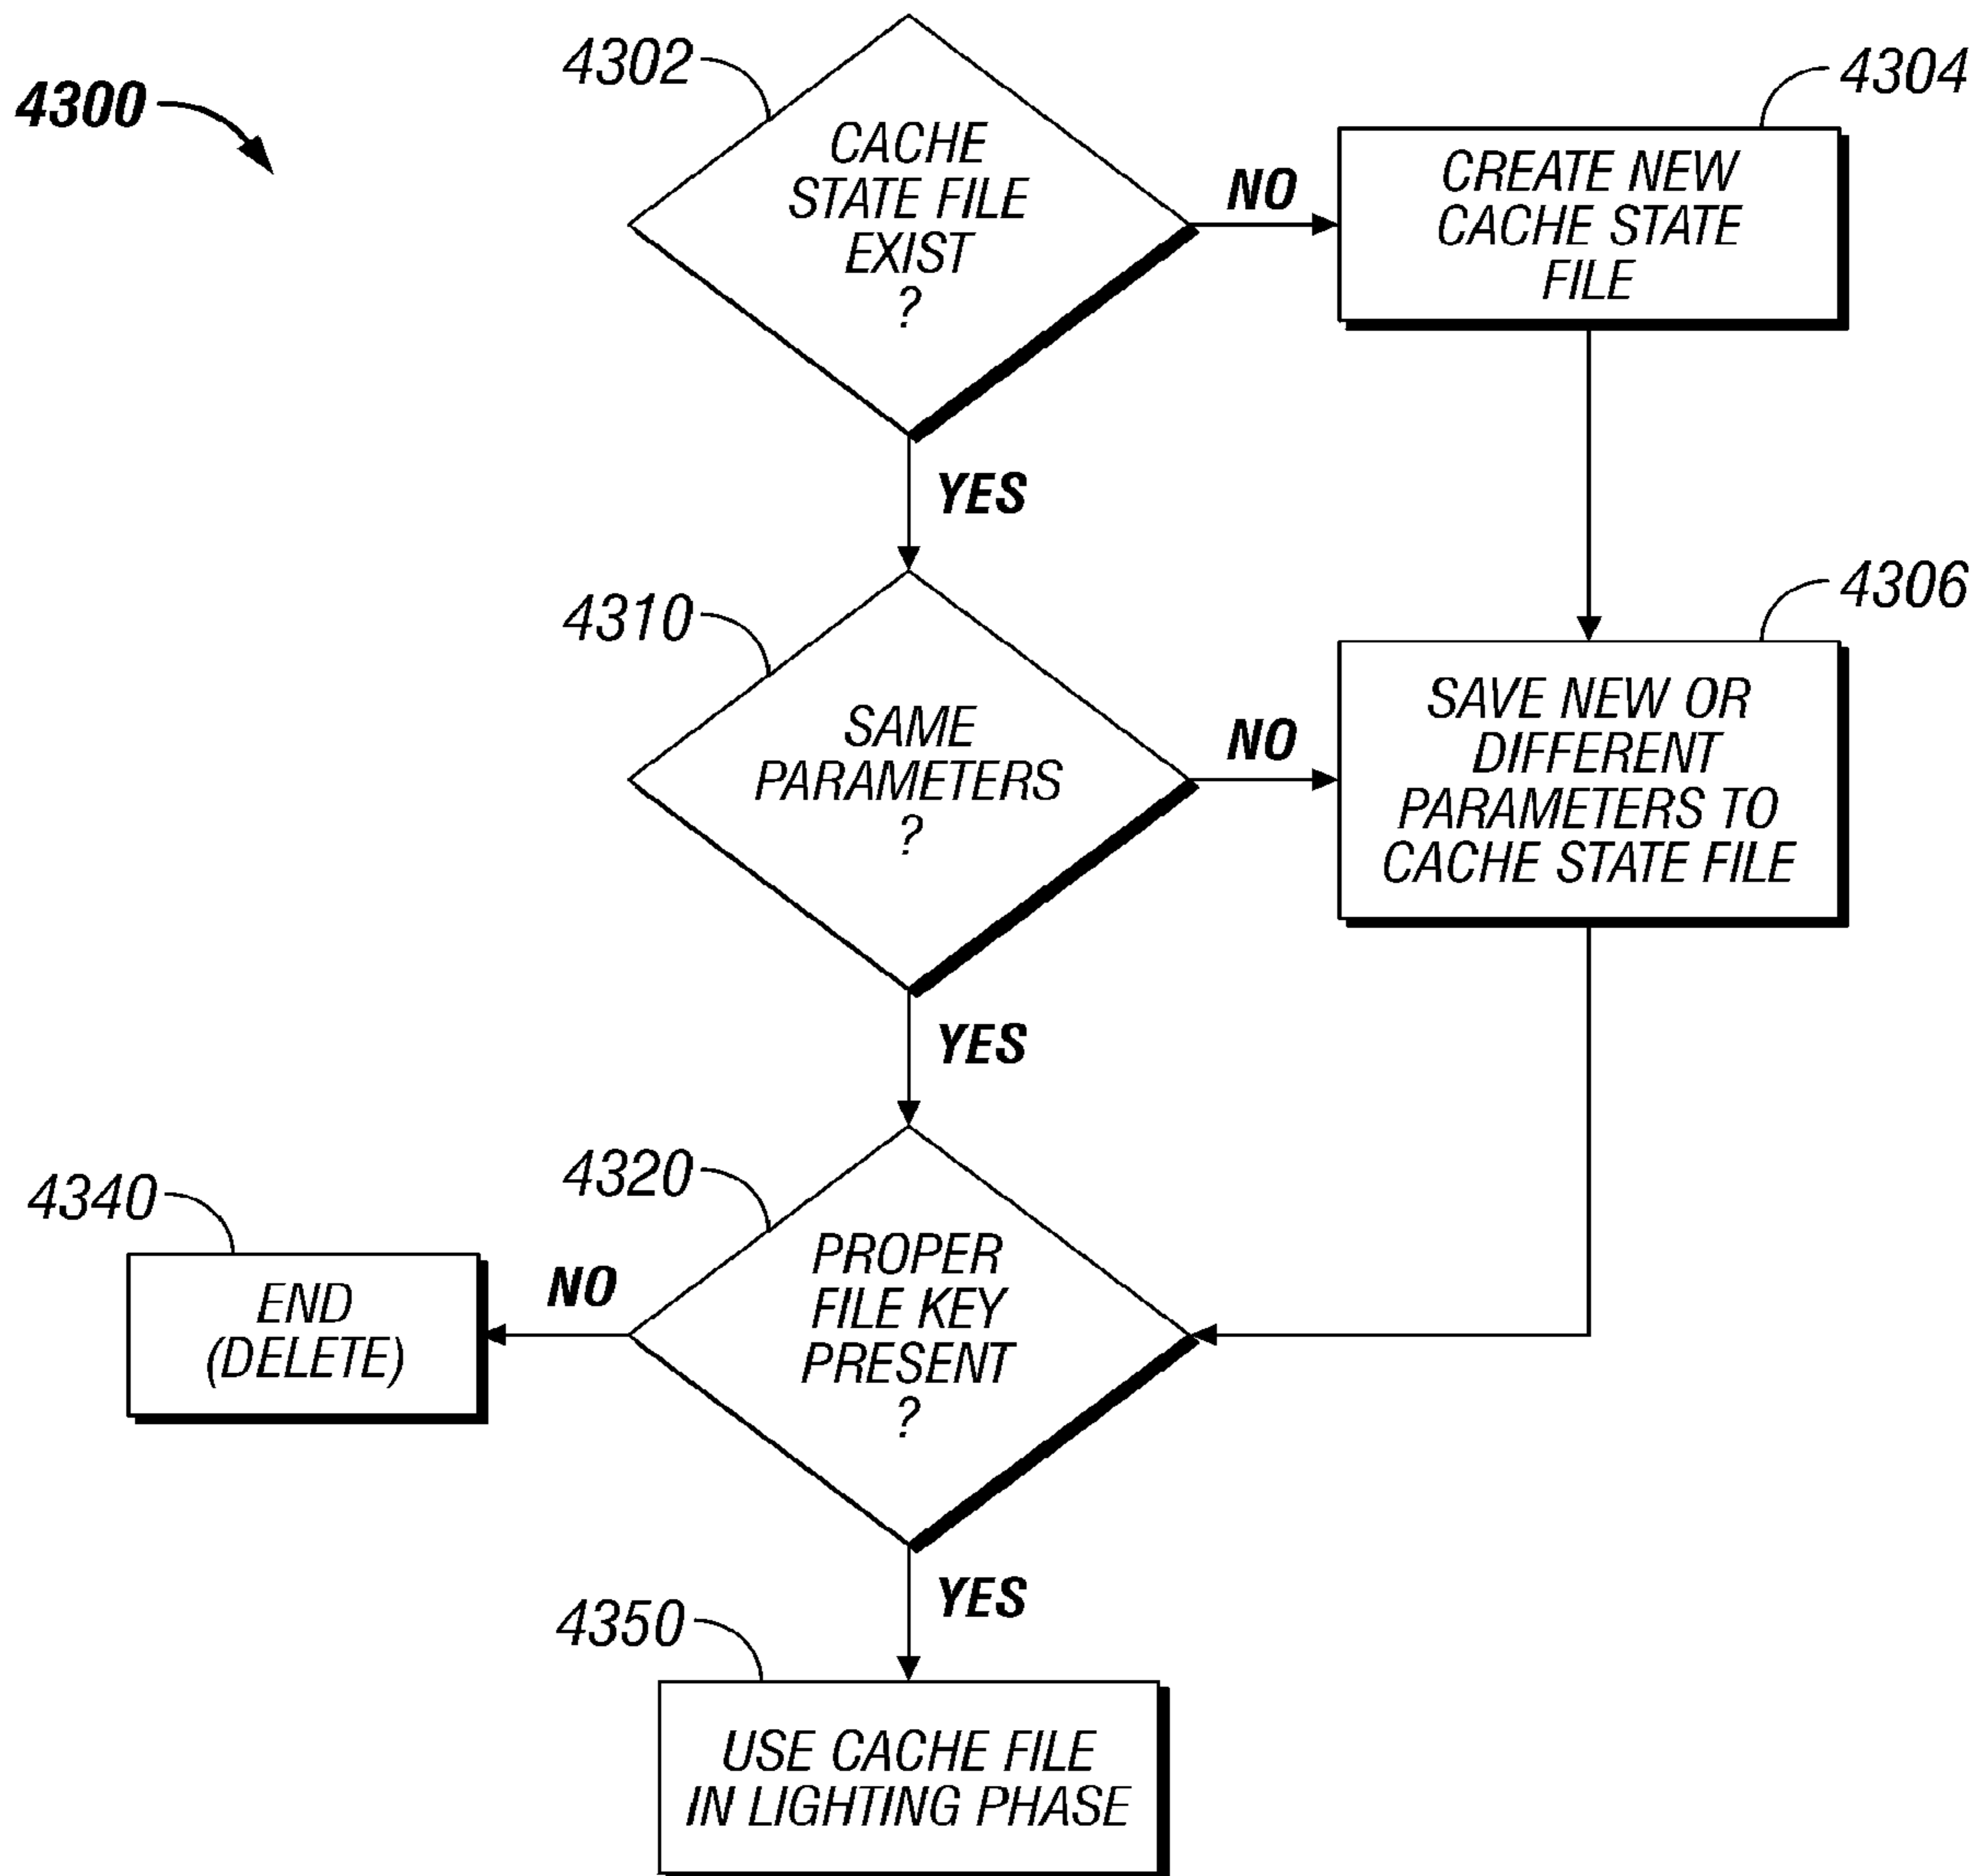 4300
4302
CACHE
STATE FILE
EXIST
?
NO
4304
CREATE NEW
CACHE STATE
FILE
YES
4310
SAME
PARAMETERS
?
NO
4306
SAVE NEW OR
DIFFERENT
PARAMETERS TO
CACHE STATE FILE
YES
4320
PROPER
FILE KEY
PRESENT
?
NO
4340
END
(DELETE)
YES
4350
USE CACHE FILE
IN LIGHTING PHASE